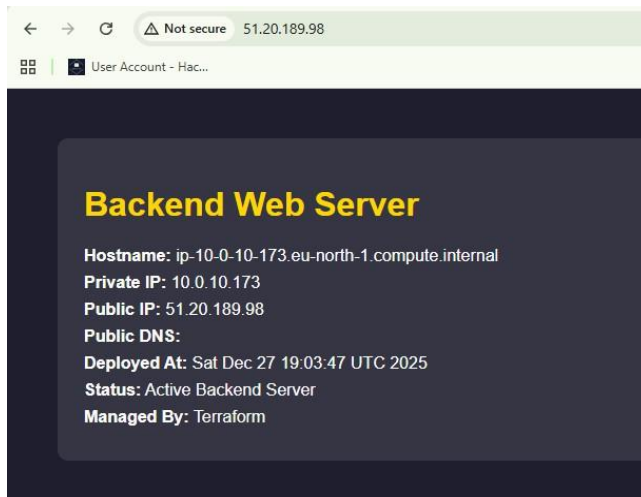 Not secure 51.20.189.98
User Account - Hac...
Backend Web Server
Hostname: ip-10-0-10-173.eu-north-1.compute.internal
Private IP: 10.0.10.173
Public IP: 51.20.189.98
Public DNS:
Deployed At: Sat Dec 27 19:03:47 UTC 2025
Status: Active Backend Server
Managed By: Terraform